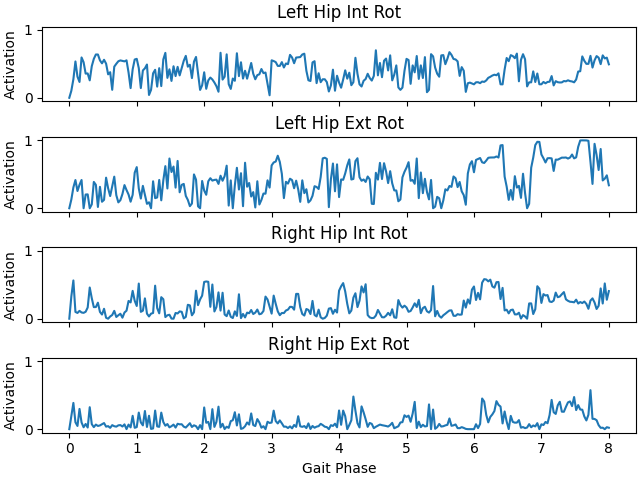 Left Hip Int Rot
1
Activation
0
Left Hip Ext Rot
1
Activation
0
Right Hip Int Rot
1
Activation
0
Right Hip Ext Rot
1
Activation
0
0 1 2 3 4 5 6 7 8
Gait Phase